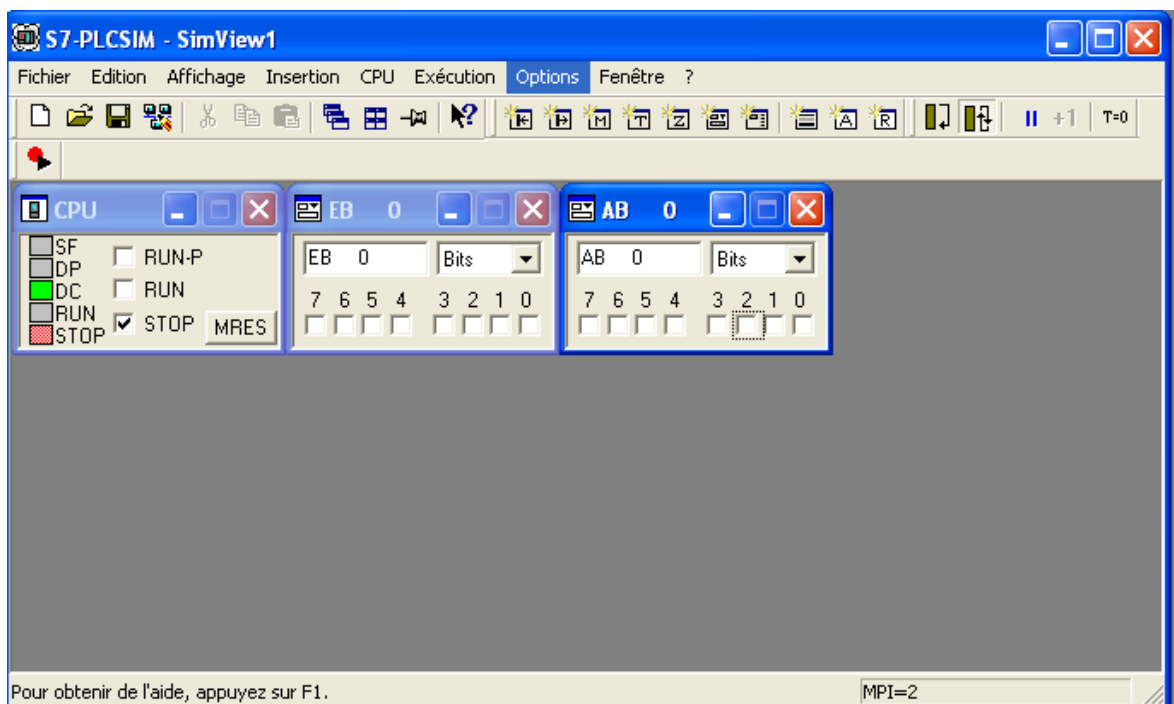 S7-PLCSIM - SimView1
Fichier Edition Affichage Insertion CPU Exécution Options Fenêtre ?
E A M T Z A R +1 T=0
CPU
SF
DP
DC
RUN
STOP
RUN-P
RUN
STOP
MRES
EB 0
EB 0 Bits
7 6 5 4 3 2 1 0
AB 0
AB 0 Bits
7 6 5 4 3 2 1 0
Pour obtenir de l'aide, appuyez sur F1. MPI=2